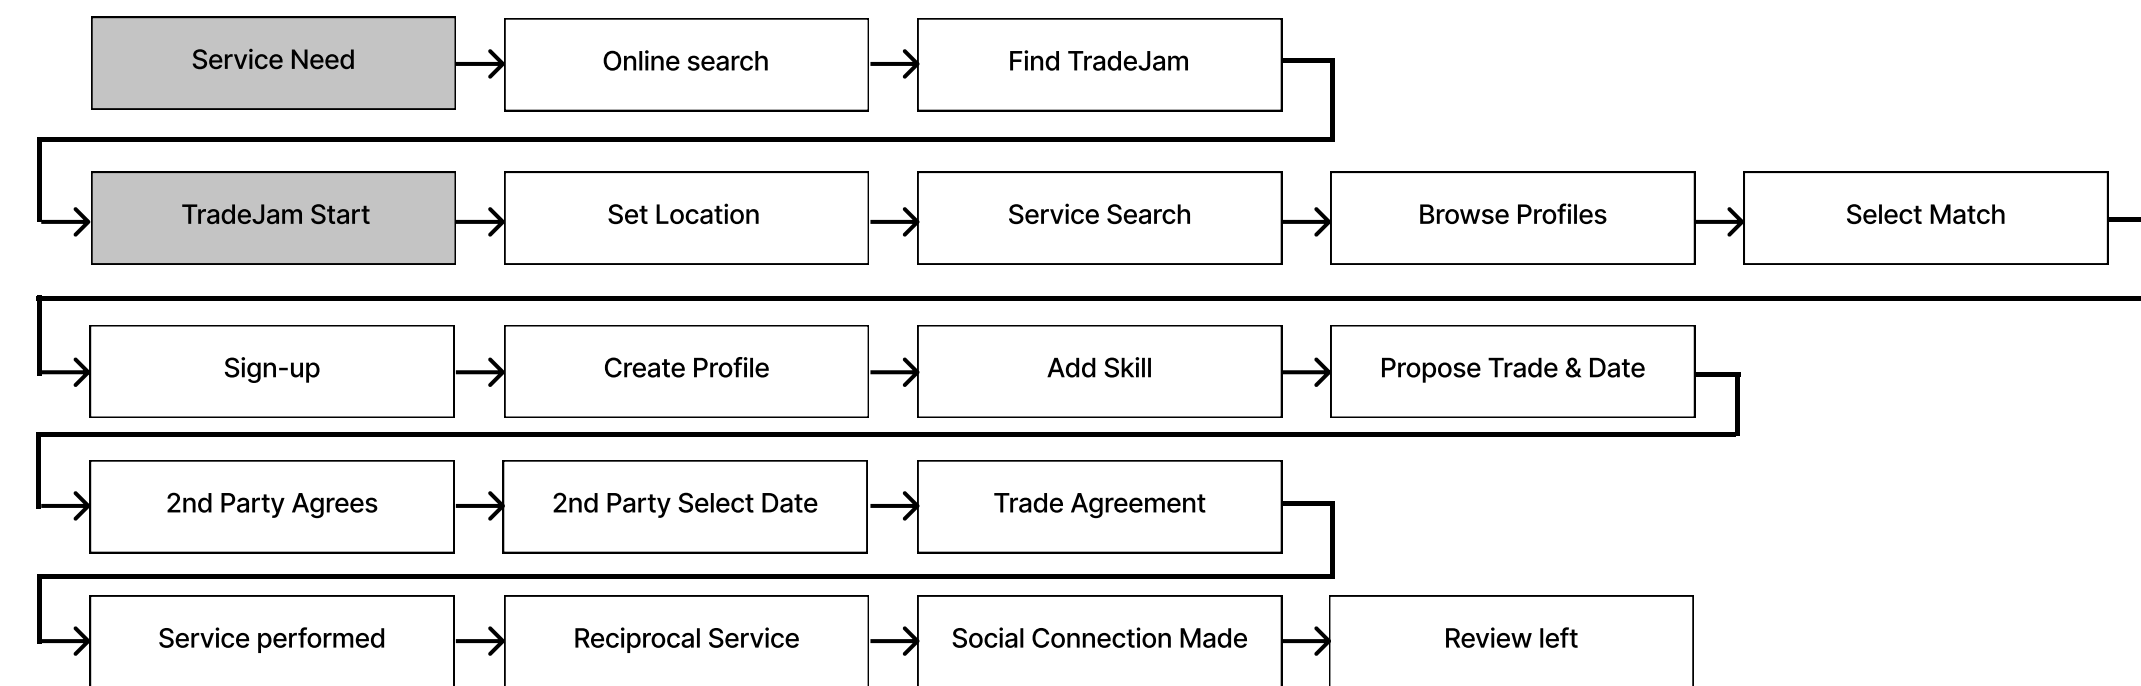 Service Need
Online search
Find TradeJam
TradeJam Start
Set Location
Service Search
Browse Profiles
Select Match
Sign-up
Create Profile
Add Skill
Propose Trade & Date
2nd Party Agrees
2nd Party Select Date
Trade Agreement
Service performed
Reciprocal Service
Social Connection Made
Review left